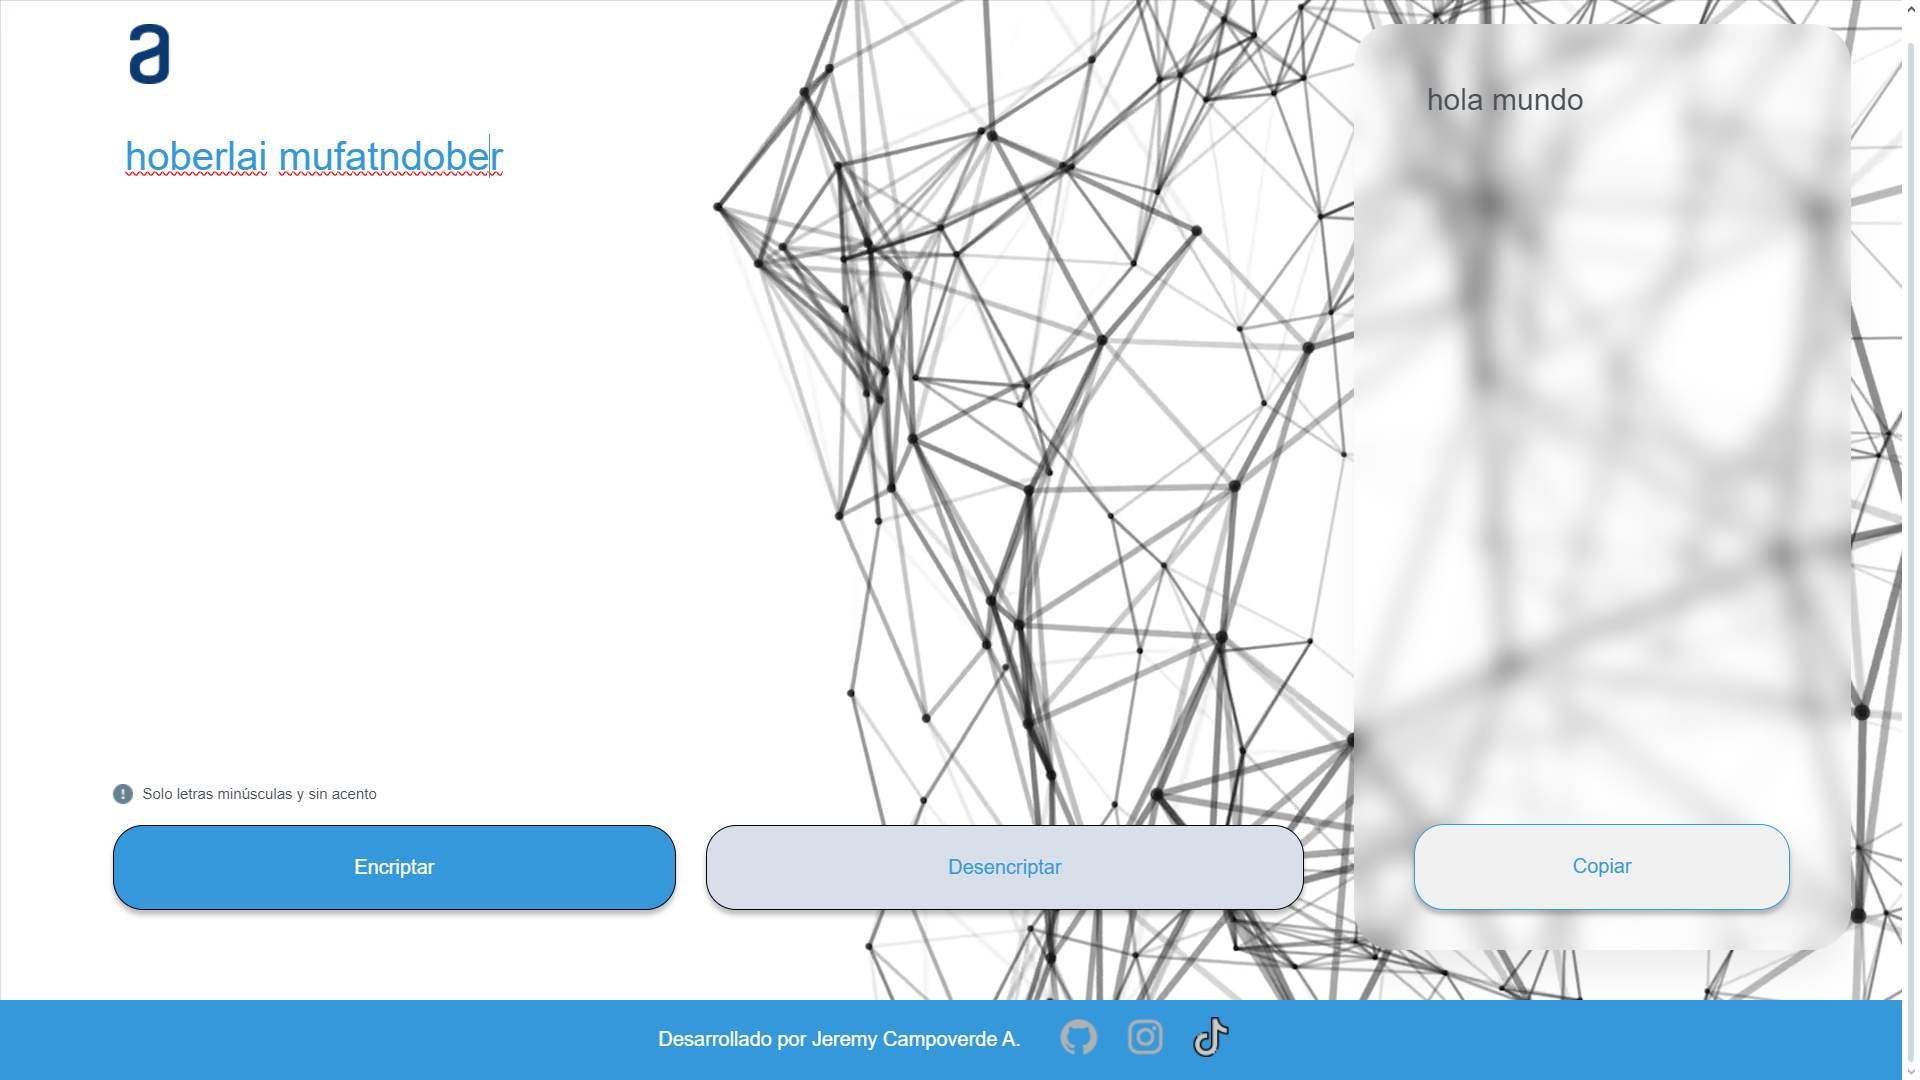 a
hoberlai mufatndober
hola mundo
Solo letras minúsculas y sin acento
Encriptar
Desencriptar
Copiar
Desarrollado por Jeremy Campoverde A.